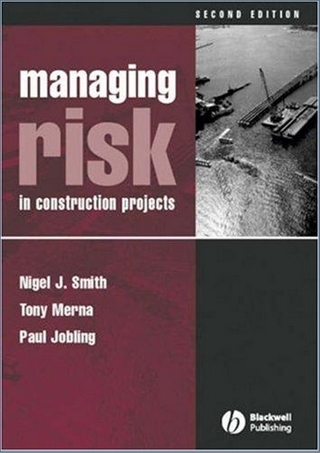 SECOND EDITION
managing
risk
in construction projects
Nigel J. Smith
Tony Merna
Paul Jobling
Blackwell
Publishing